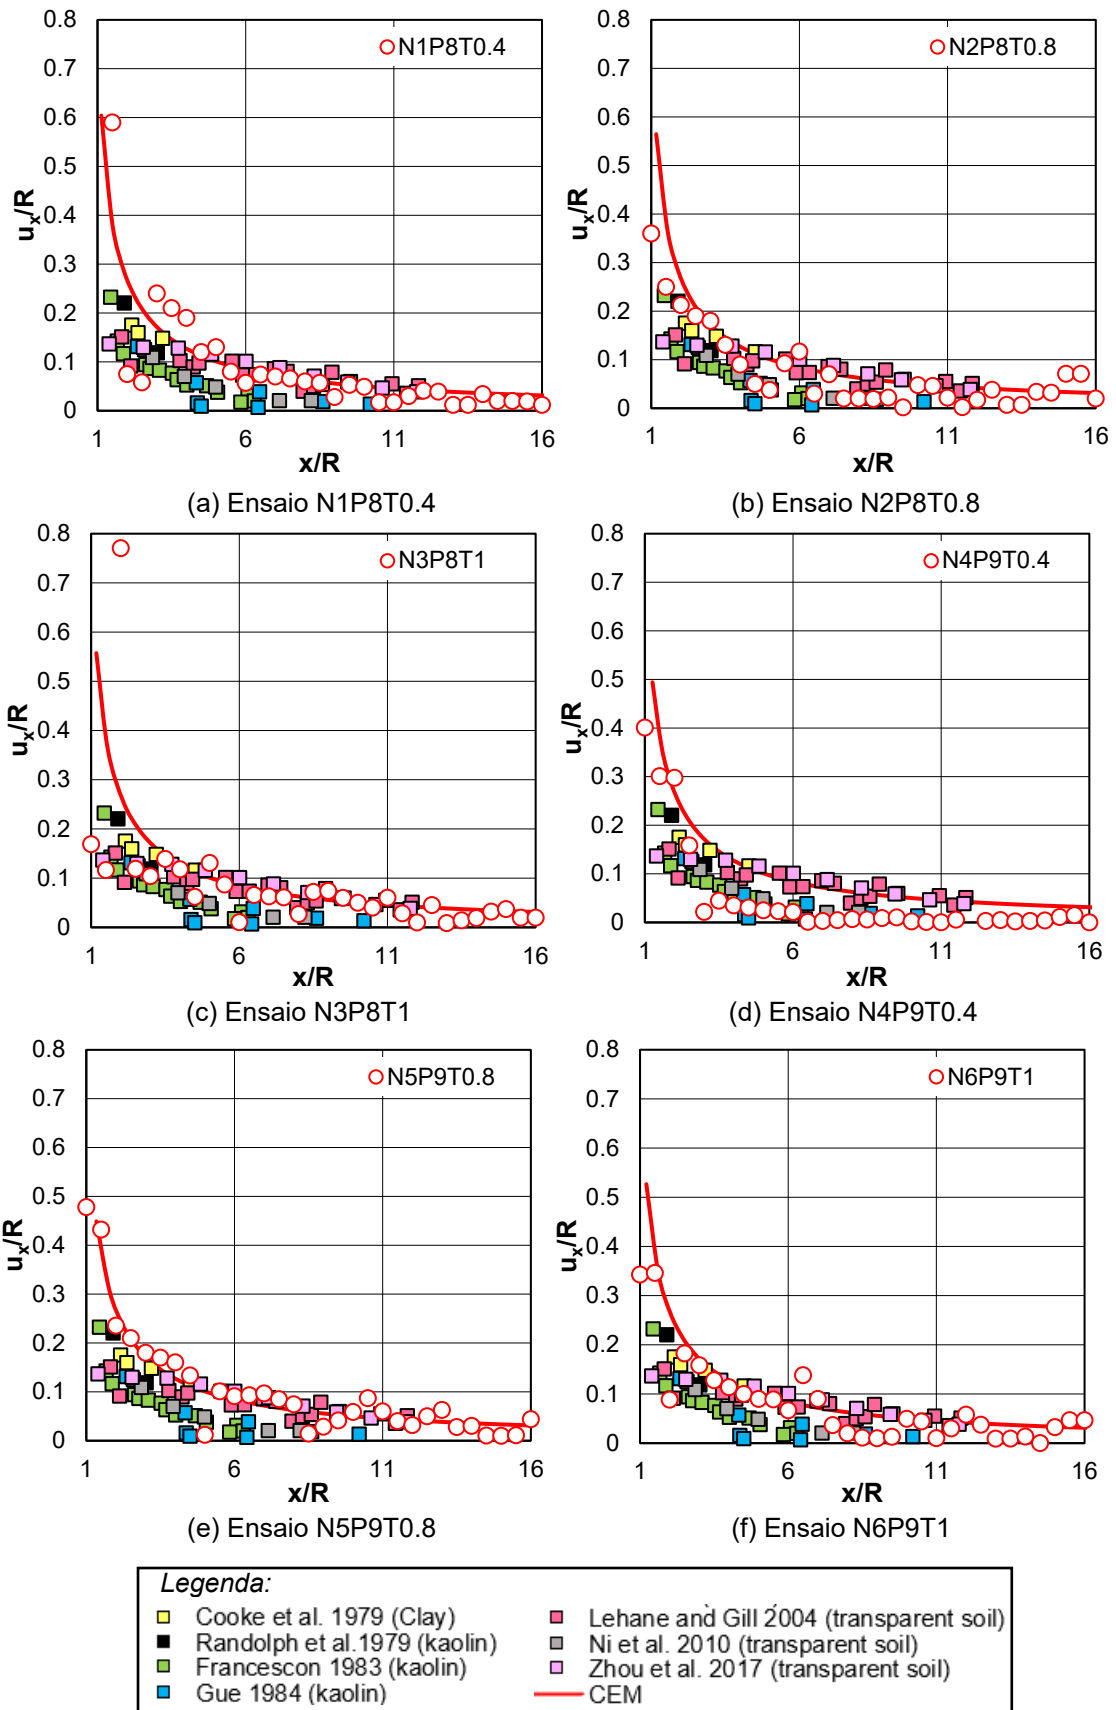 0.8
N1P8T0.4
0.7
0.6
0.5
uₓ/R
0.4
0.3
0.2
0.1
0
1 6 11 16
x/R
(a) Ensaio N1P8T0.4
0.8
N2P8T0.8
0.7
0.6
0.5
uₓ/R
0.4
0.3
0.2
0.1
0
1 6 11 16
x/R
(b) Ensaio N2P8T0.8
0.8
N3P8T1
0.7
0.6
0.5
uₓ/R
0.4
0.3
0.2
0.1
0
1 6 11 16
x/R
(c) Ensaio N3P8T1
0.8
N4P9T0.4
0.7
0.6
0.5
uₓ/R
0.4
0.3
0.2
0.1
0
1 6 11 16
x/R
(d) Ensaio N4P9T0.4
0.8
N5P9T0.8
0.7
0.6
0.5
uₓ/R
0.4
0.3
0.2
0.1
0
1 6 11 16
x/R
(e) Ensaio N5P9T0.8
0.8
N6P9T1
0.7
0.6
0.5
uₓ/R
0.4
0.3
0.2
0.1
0
1 6 11 16
x/R
(f) Ensaio N6P9T1
Legenda:
Cooke et al. 1979 (Clay)
Randolph et al.1979 (kaolin)
Francescon 1983 (kaolin)
Gue 1984 (kaolin)
Lehane and Gill 2004 (transparent soil)
Ni et al. 2010 (transparent soil)
Zhou et al. 2017 (transparent soil)
CEM